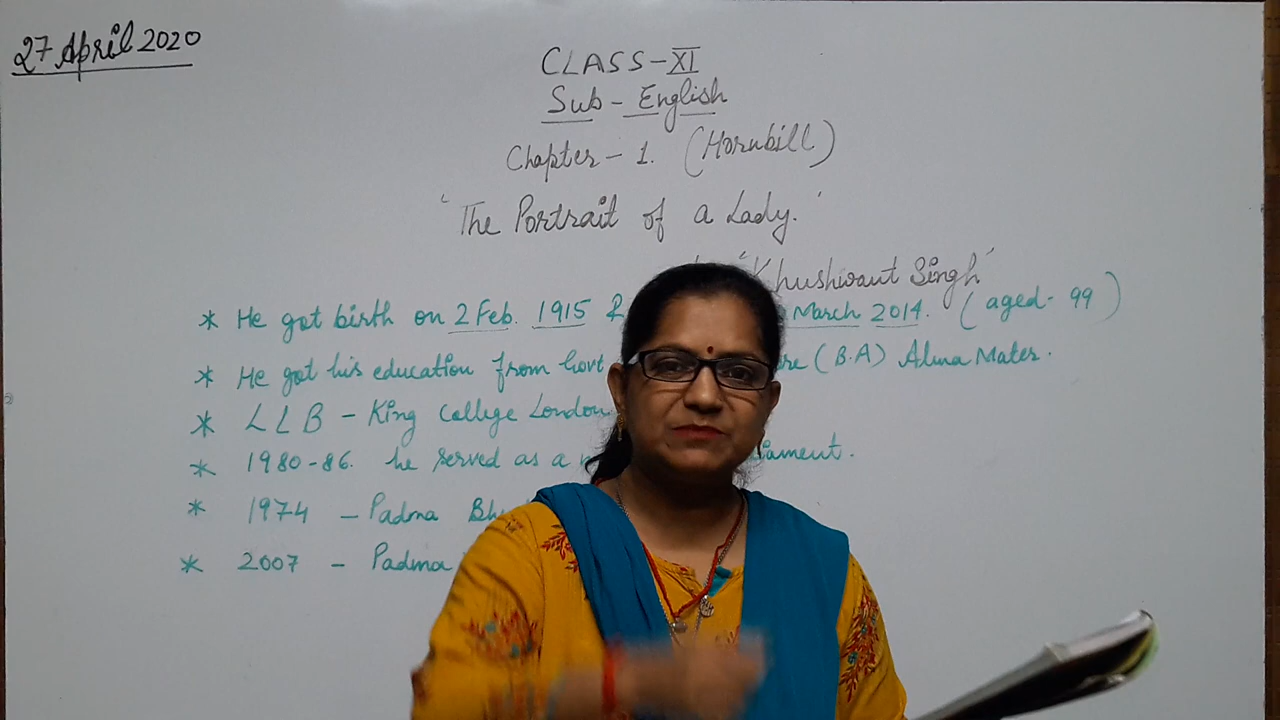 27 April 2020
CLASS-XI
Sub - English
Chapter - 1. (Hornbill)
'The Portrait of a Lady.'
"Khushwant Singh"
* He got birth on 2 Feb. 1915 March 2014. (aged- 99)
* He got his education from Govt (B.A) Alma Mater.
* LLB - King College London
* 1980-86. he served as a
* 1974 - Padma
* 2007 - Padma